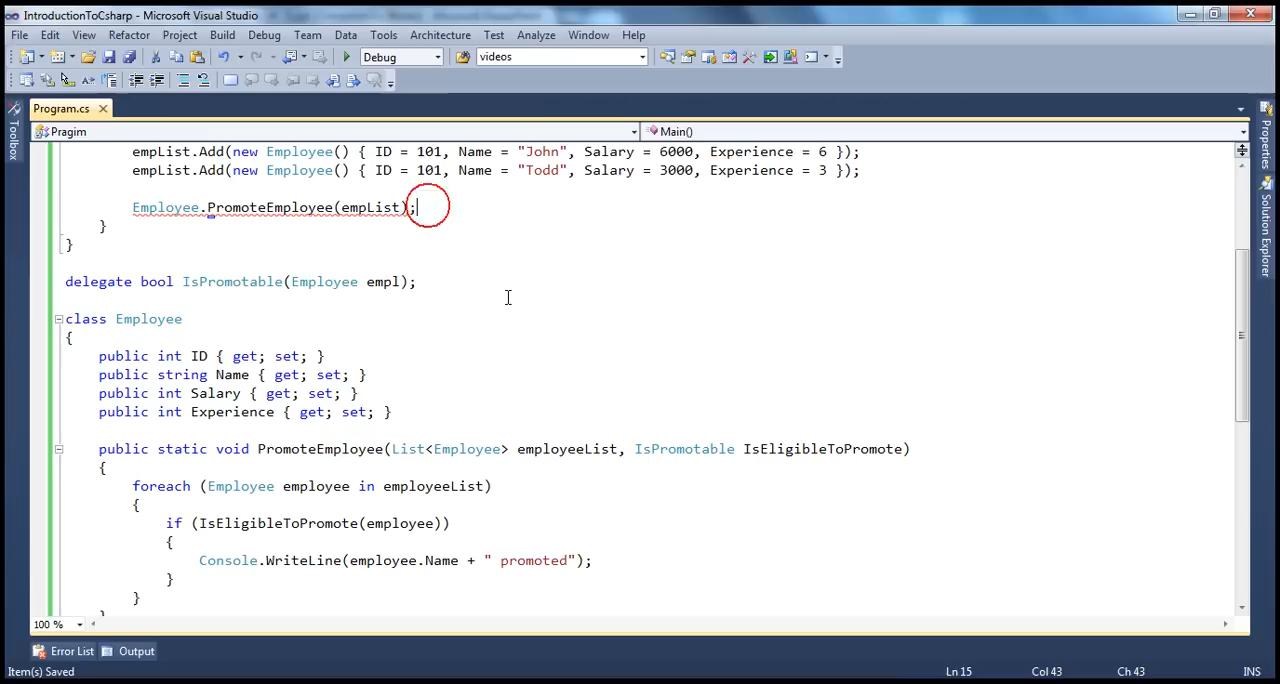 IntroductionToCsharp - Microsoft Visual Studio
File Edit View Refactor Project Build Debug Team Data Tools Architecture Test Analyze Window Help
Debug videos
Toolbox
Program.cs
Pragim Main()
empList.Add(new Employee() { ID = 101, Name = "John", Salary = 6000, Experience = 6 });
empList.Add(new Employee() { ID = 101, Name = "Todd", Salary = 3000, Experience = 3 });
Employee.PromoteEmployee(empList);
}
}
delegate bool IsPromotable(Employee empl);
class Employee
{
public int ID { get; set; }
public string Name { get; set; }
public int Salary { get; set; }
public int Experience { get; set; }
public static void PromoteEmployee(List<Employee> employeeList, IsPromotable IsEligibleToPromote)
{
foreach (Employee employee in employeeList)
{
if (IsEligibleToPromote(employee))
{
Console.WriteLine(employee.Name + " promoted");
}
}
}
Properties
Solution Explorer
100 %
Error List Output
Item(s) Saved Ln 15 Col 43 Ch 43 INS